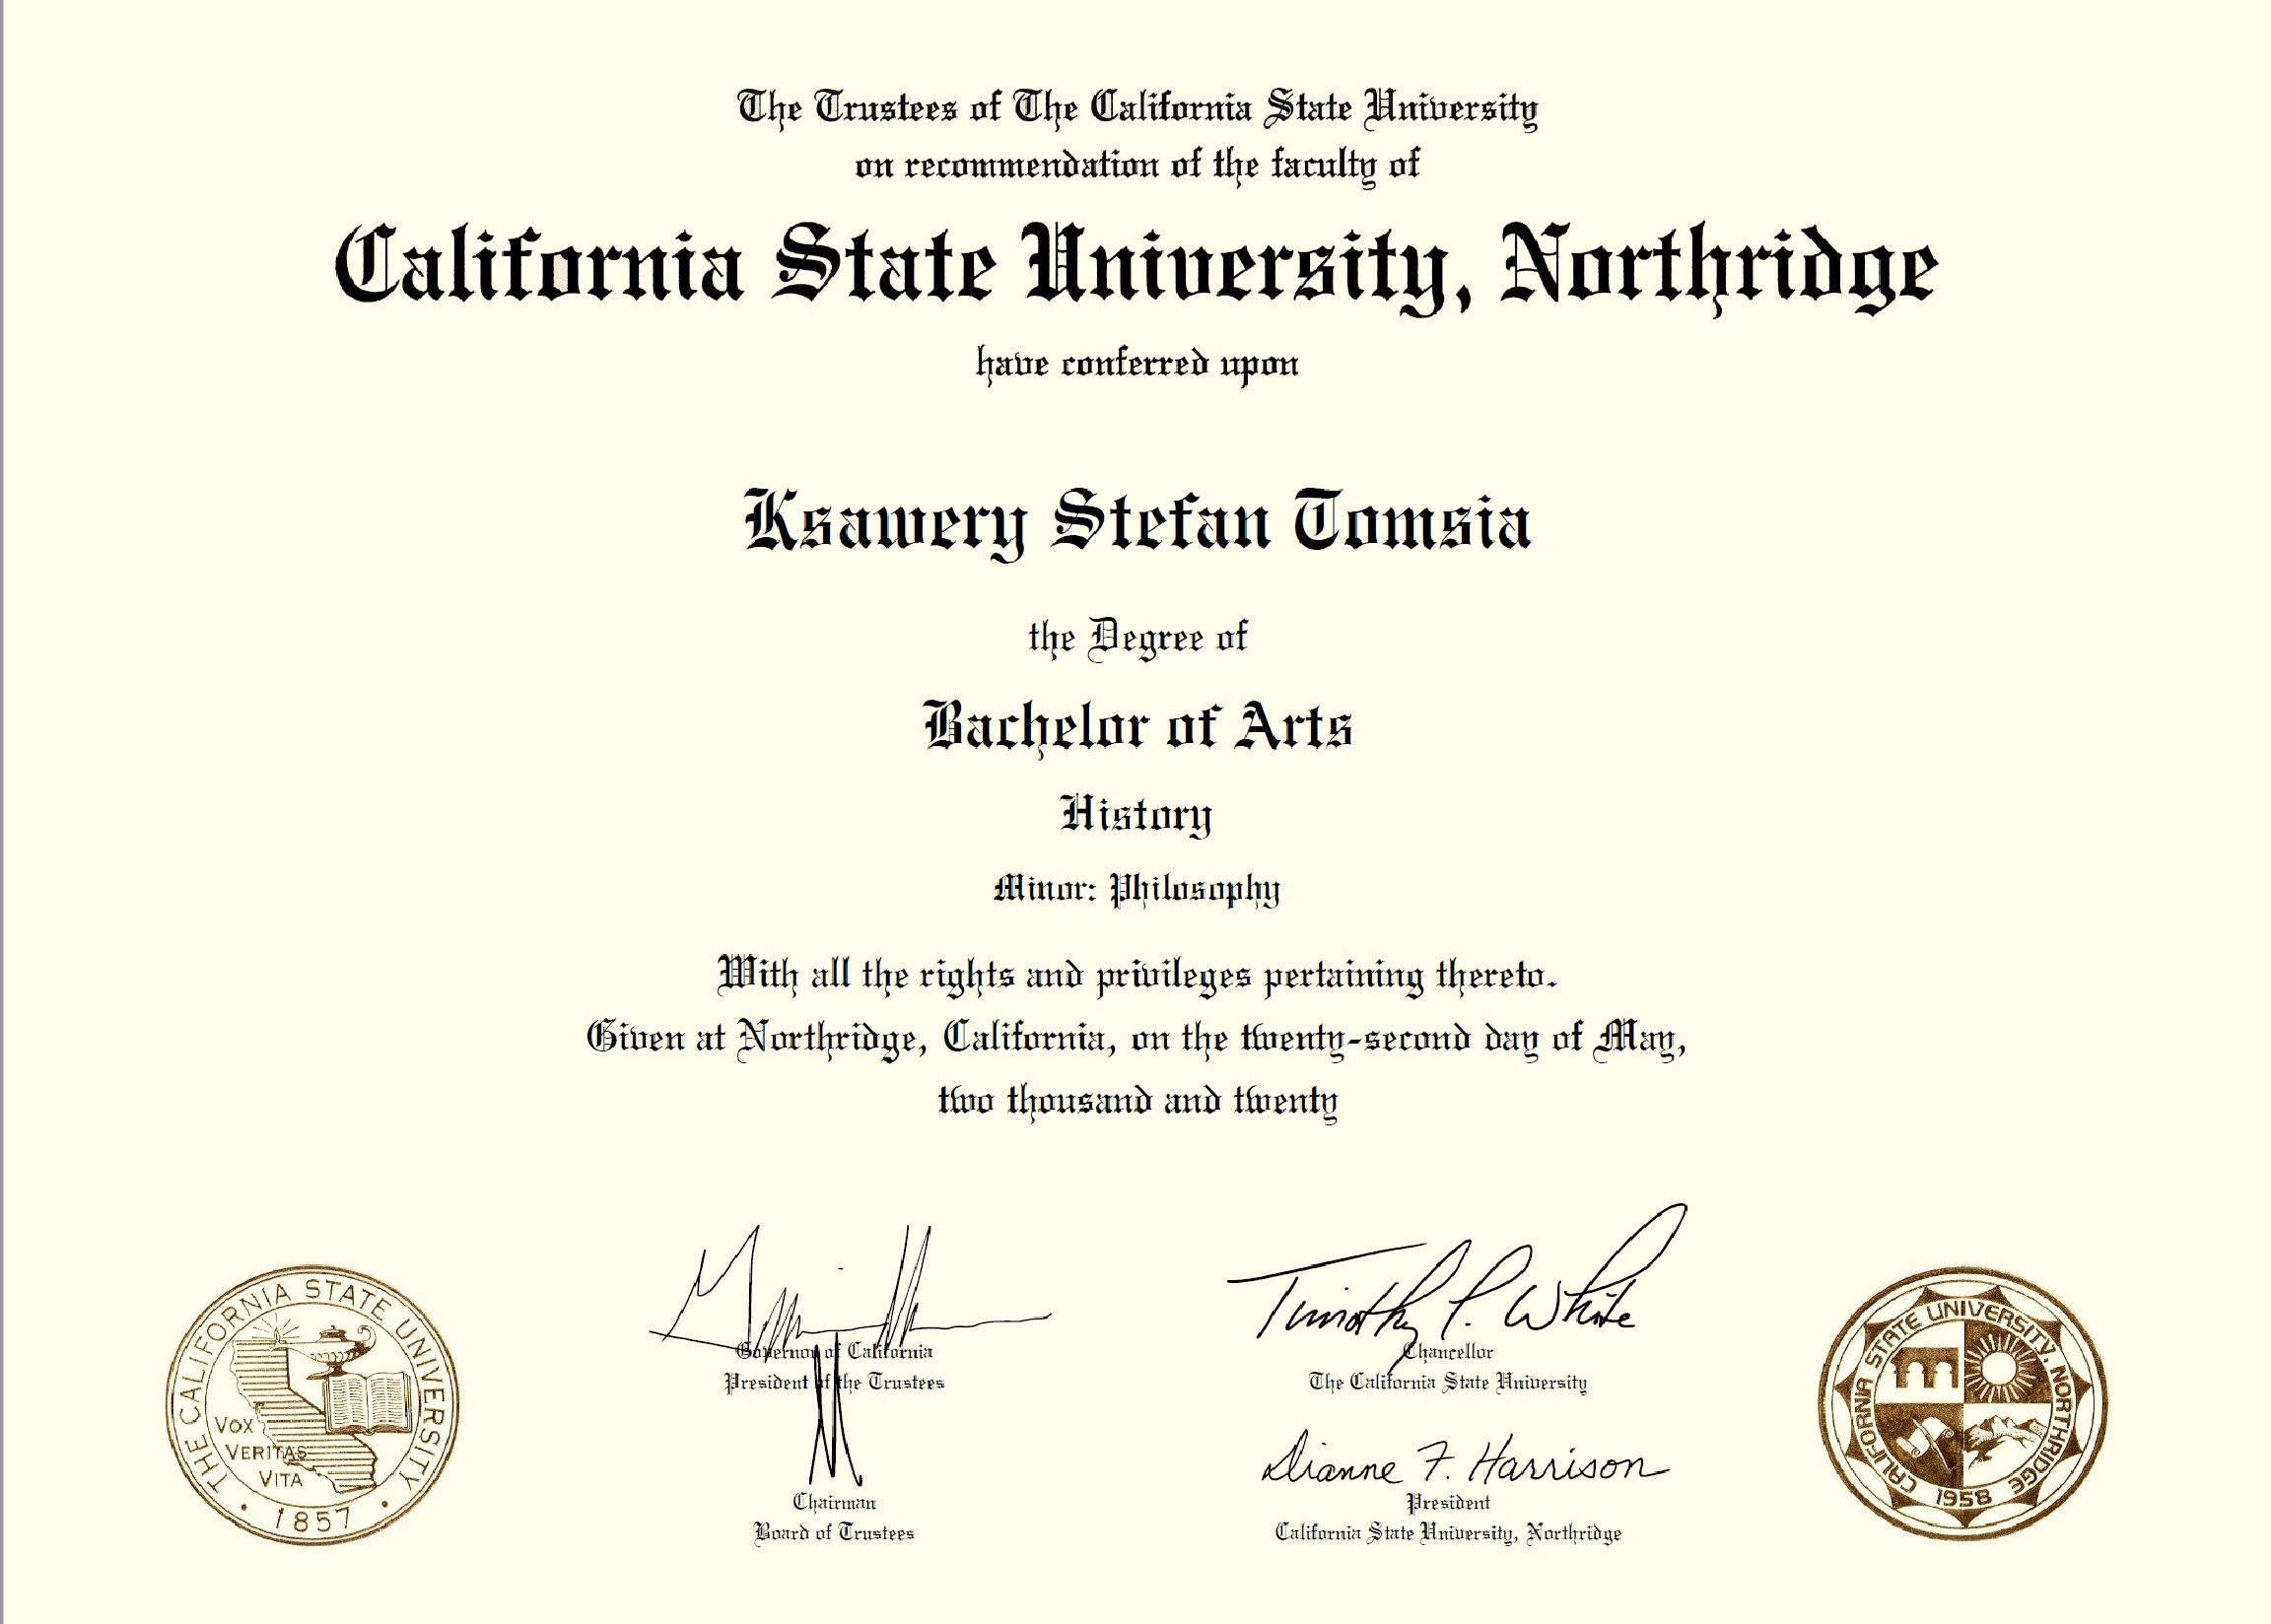 The Trustees of The California State University
on recommendation of the faculty of
California State University, Northridge
have conferred upon
Ksawery Stefan Tomsia
the Degree of
Bachelor of Arts
History
Minor: Philosophy
With all the rights and privileges pertaining thereto.
Given at Northridge, California, on the twenty-second day of May,
two thousand and twenty
Governor of California
President of the Trustees
Timothy P. White
Chancellor
The California State University
Chairman
Board of Trustees
Dianne F. Harrison
President
California State University, Northridge
THE CALIFORNIA STATE UNIVERSITY
VOX
VERITAS
VITA
1857
CALIFORNIA STATE UNIVERSITY, NORTHRIDGE
1958